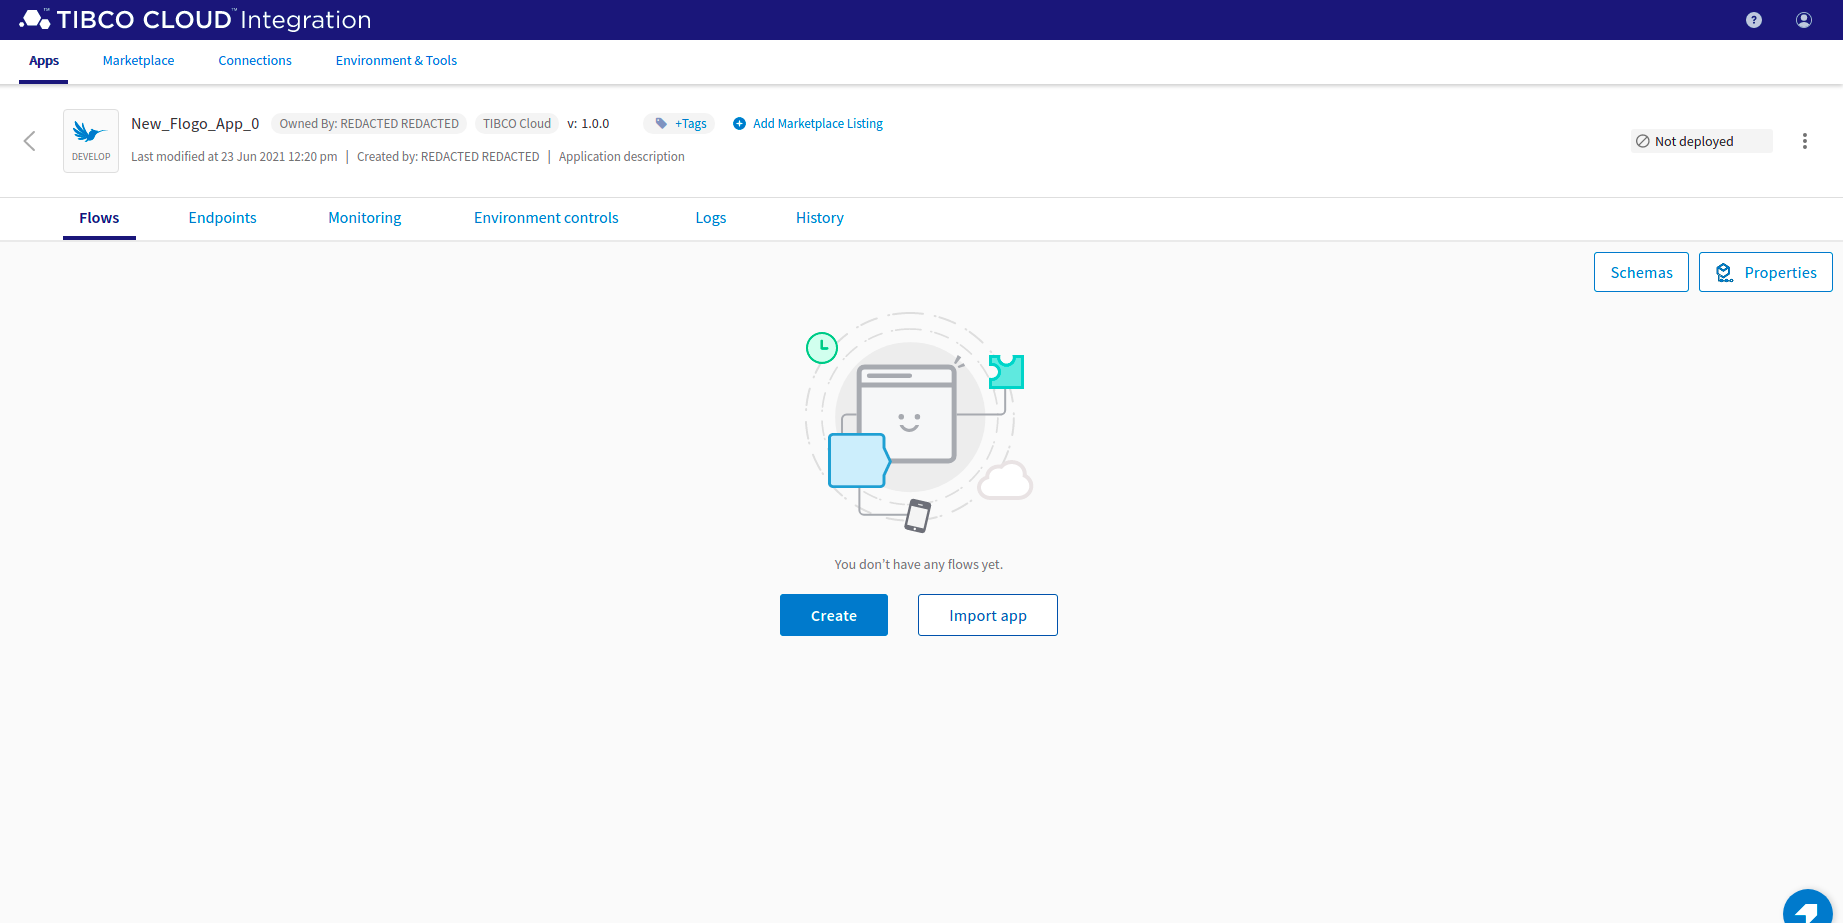 TIBCO CLOUD™ Integration
Apps Marketplace Connections Environment & Tools
New_Flogo_App_0 Owned By: REDACTED REDACTED TIBCO Cloud v: 1.0.0 +Tags Add Marketplace Listing
DEVELOP
Last modified at 23 Jun 2021 12:20 pm | Created by: REDACTED REDACTED | Application description
Not deployed
Flows Endpoints Monitoring Environment controls Logs History
Schemas Properties
You don't have any flows yet.
Create Import app